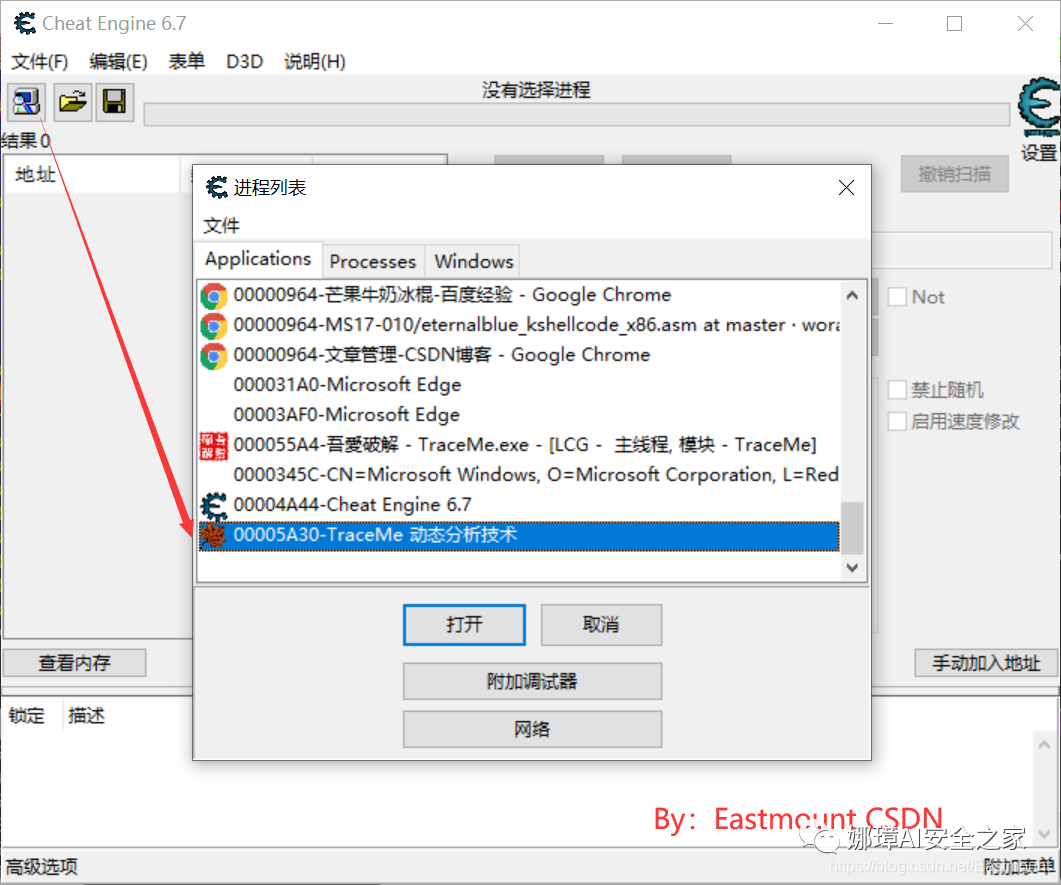 Cheat Engine 6.7
文件(F) 编辑(E) 表单 D3D 说明(H)
没有选择进程
结果0
设置
地址
撤销扫描
进程列表
文件
Applications Processes Windows
00000964-芒果牛奶冰棍-百度经验 - Google Chrome
00000964-MS17-010/eternalblue_kshellcode_x86.asm at master · wora
00000964-文章管理-CSDN博客 - Google Chrome
000031A0-Microsoft Edge
00003AF0-Microsoft Edge
000055A4-吾愛破解 - TraceMe.exe - [LCG - 主线程, 模块 - TraceMe]
0000345C-CN=Microsoft Windows, O=Microsoft Corporation, L=Red
00004A44-Cheat Engine 6.7
00005A30-TraceMe 动态分析技术
Not
禁止随机
启用速度修改
打开 取消
附加调试器
网络
查看内存
手动加入地址
锁定 描述
By：Eastmount CSDN
娜璋AI安全之家
https://blog.csdn.net/
高级选项
附加表单